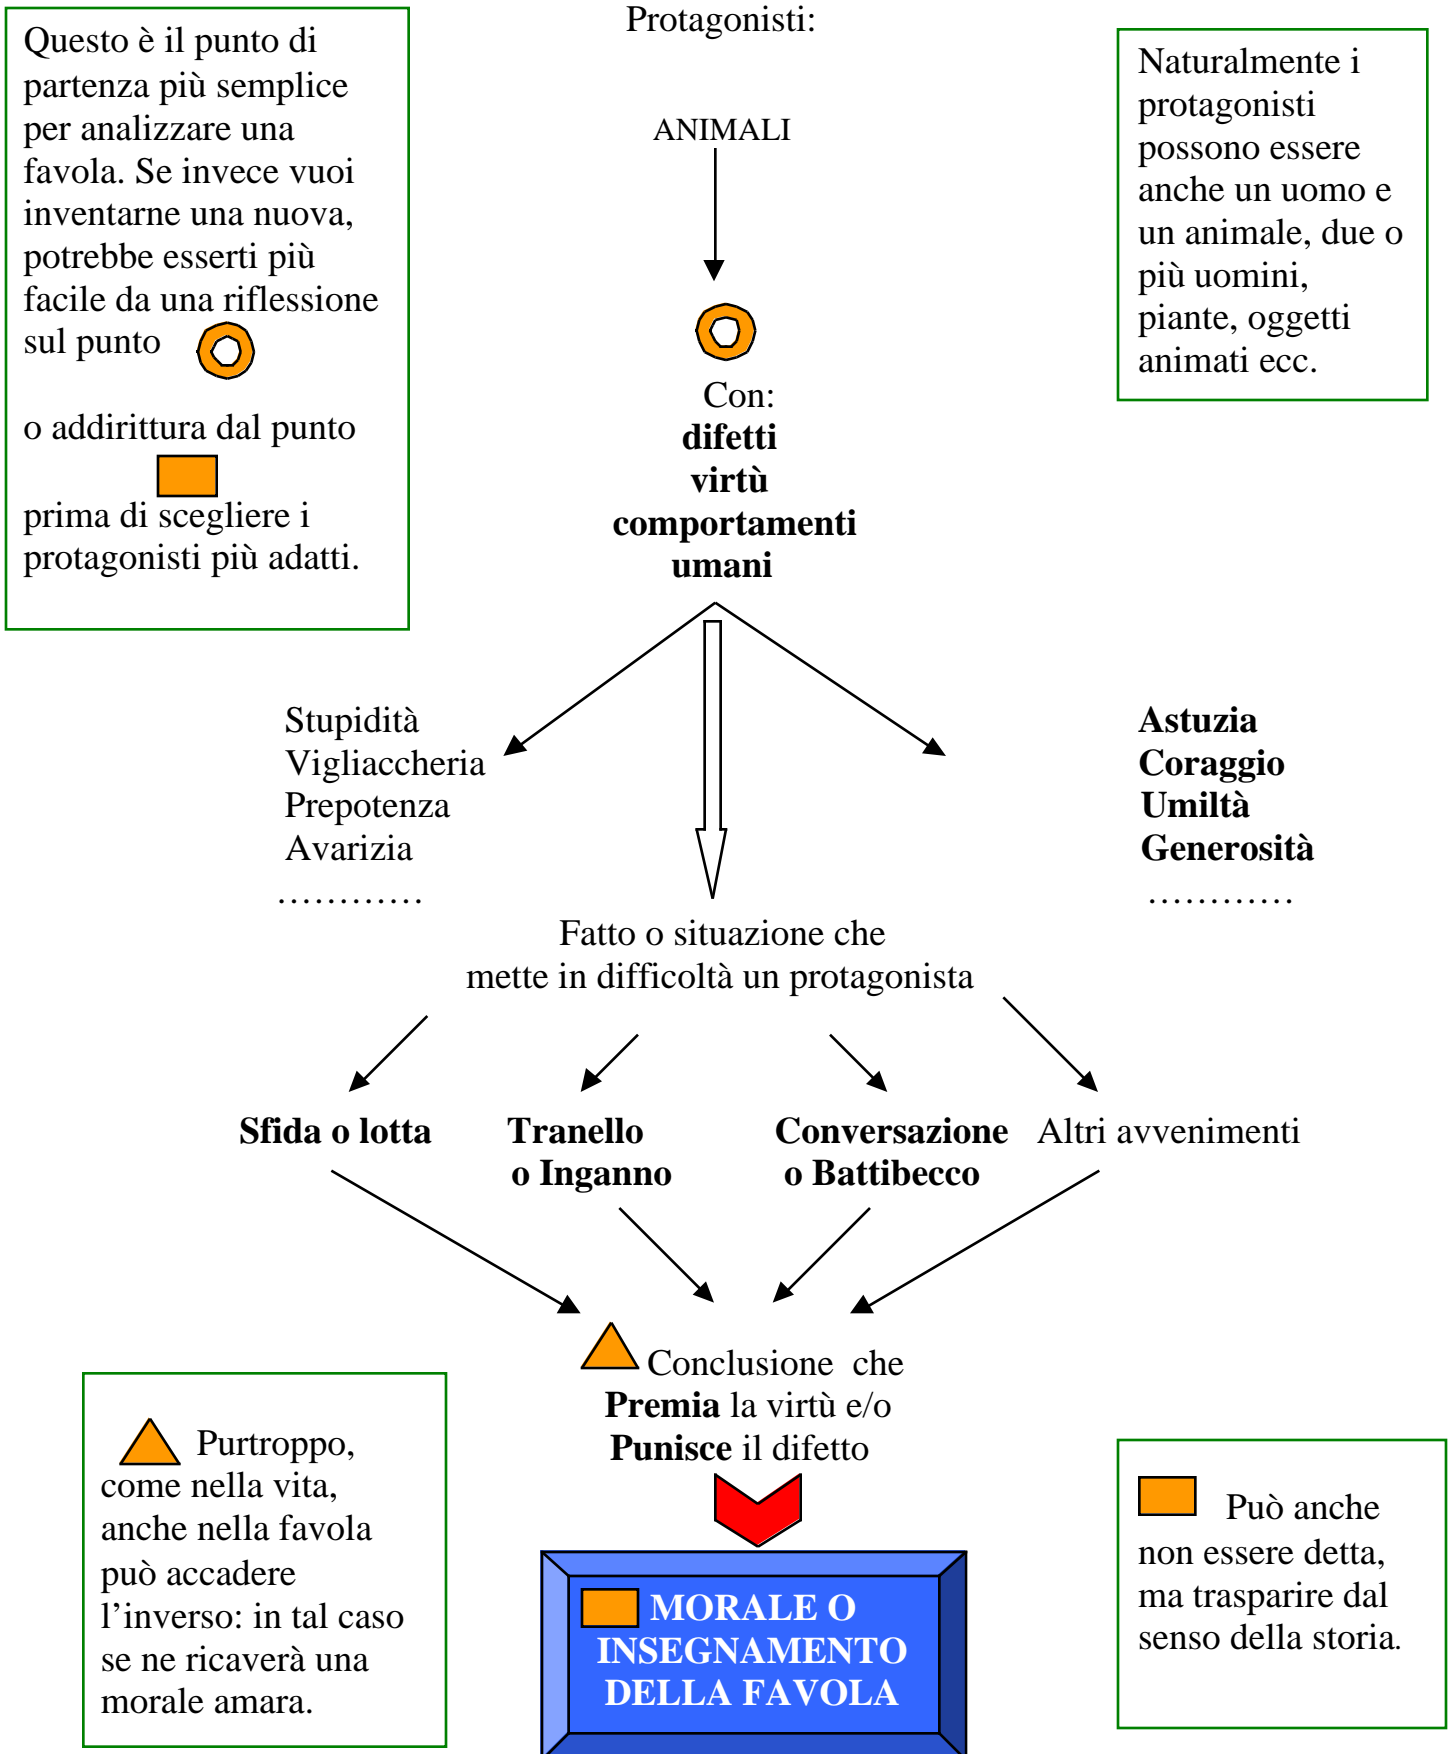 Protagonisti:
Questo è il punto di
partenza più semplice
per analizzare una
favola. Se invece vuoi
inventarne una nuova,
potrebbe esserti più
facile da una riflessione
sul punto
o addirittura dal punto
prima di scegliere i
protagonisti più adatti.
ANIMALI
Naturalmente i
protagonisti
possono essere
anche un uomo e
un animale, due o
più uomini,
piante, oggetti
animati ecc.
Con:
difetti
virtù
comportamenti
umani
Stupidità
Vigliaccheria
Prepotenza
Avarizia
…………
Astuzia
Coraggio
Umiltà
Generosità
…………
Fatto o situazione che
mette in difficoltà un protagonista
Sfida o lotta
Tranello
o Inganno
Conversazione
o Battibecco
Altri avvenimenti
Conclusione che
Premia la virtù e/o
Punisce il difetto
Purtroppo,
come nella vita,
anche nella favola
può accadere
l’inverso: in tal caso
se ne ricaverà una
morale amara.
MORALE O
INSEGNAMENTO
DELLA FAVOLA
Può anche
non essere detta,
ma trasparire dal
senso della storia.